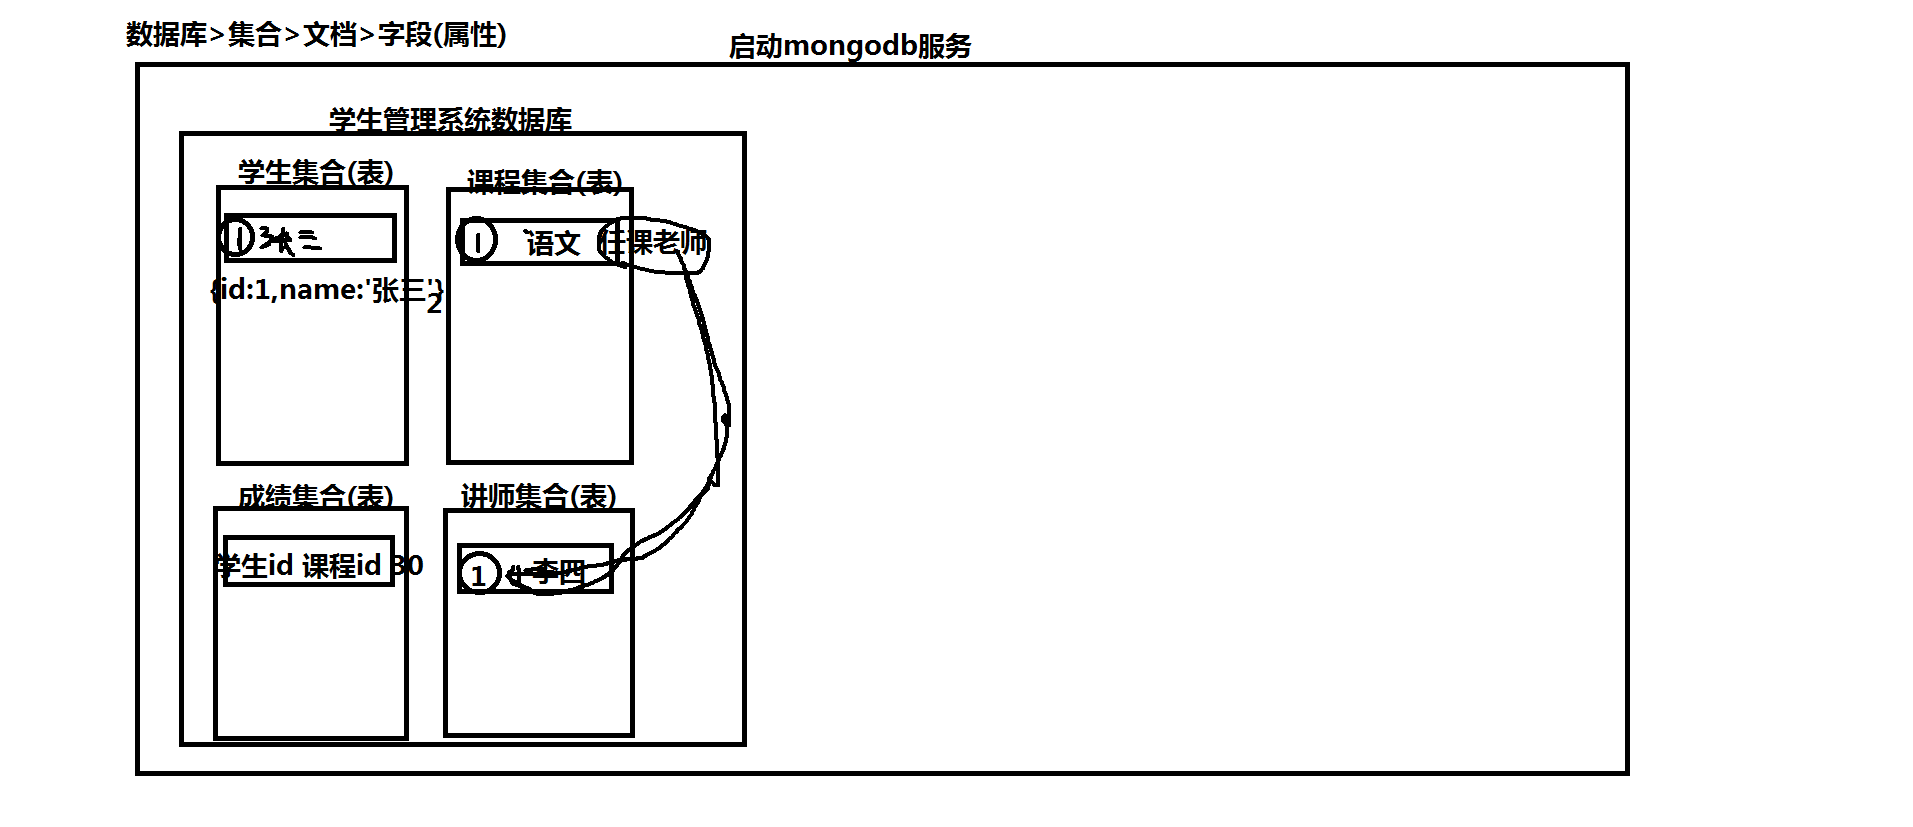 数据库>集合>文档>字段(属性)
启动mongodb服务
学生管理系统数据库
学生集合(表)
课程集合(表)
1 张三
1 语文 任课老师
{id:1,name:'张三'}
2
成绩集合(表)
讲师集合(表)
学生id 课程id 30
1 李四